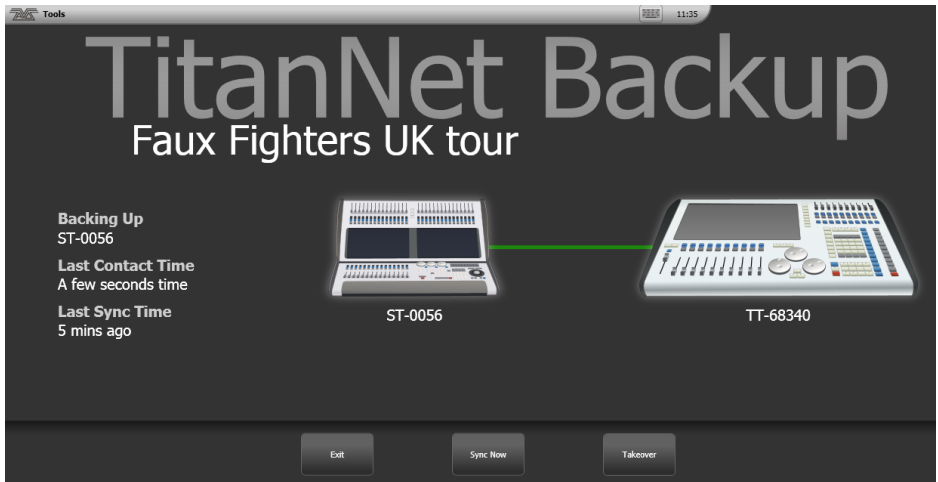 Tools
11:35
TitanNet Backup
Faux Fighters UK tour
Backing Up
ST-0056
Last Contact Time
A few seconds time
Last Sync Time
5 mins ago
ST-0056
TT-68340
Exit
Sync Now
Takeover